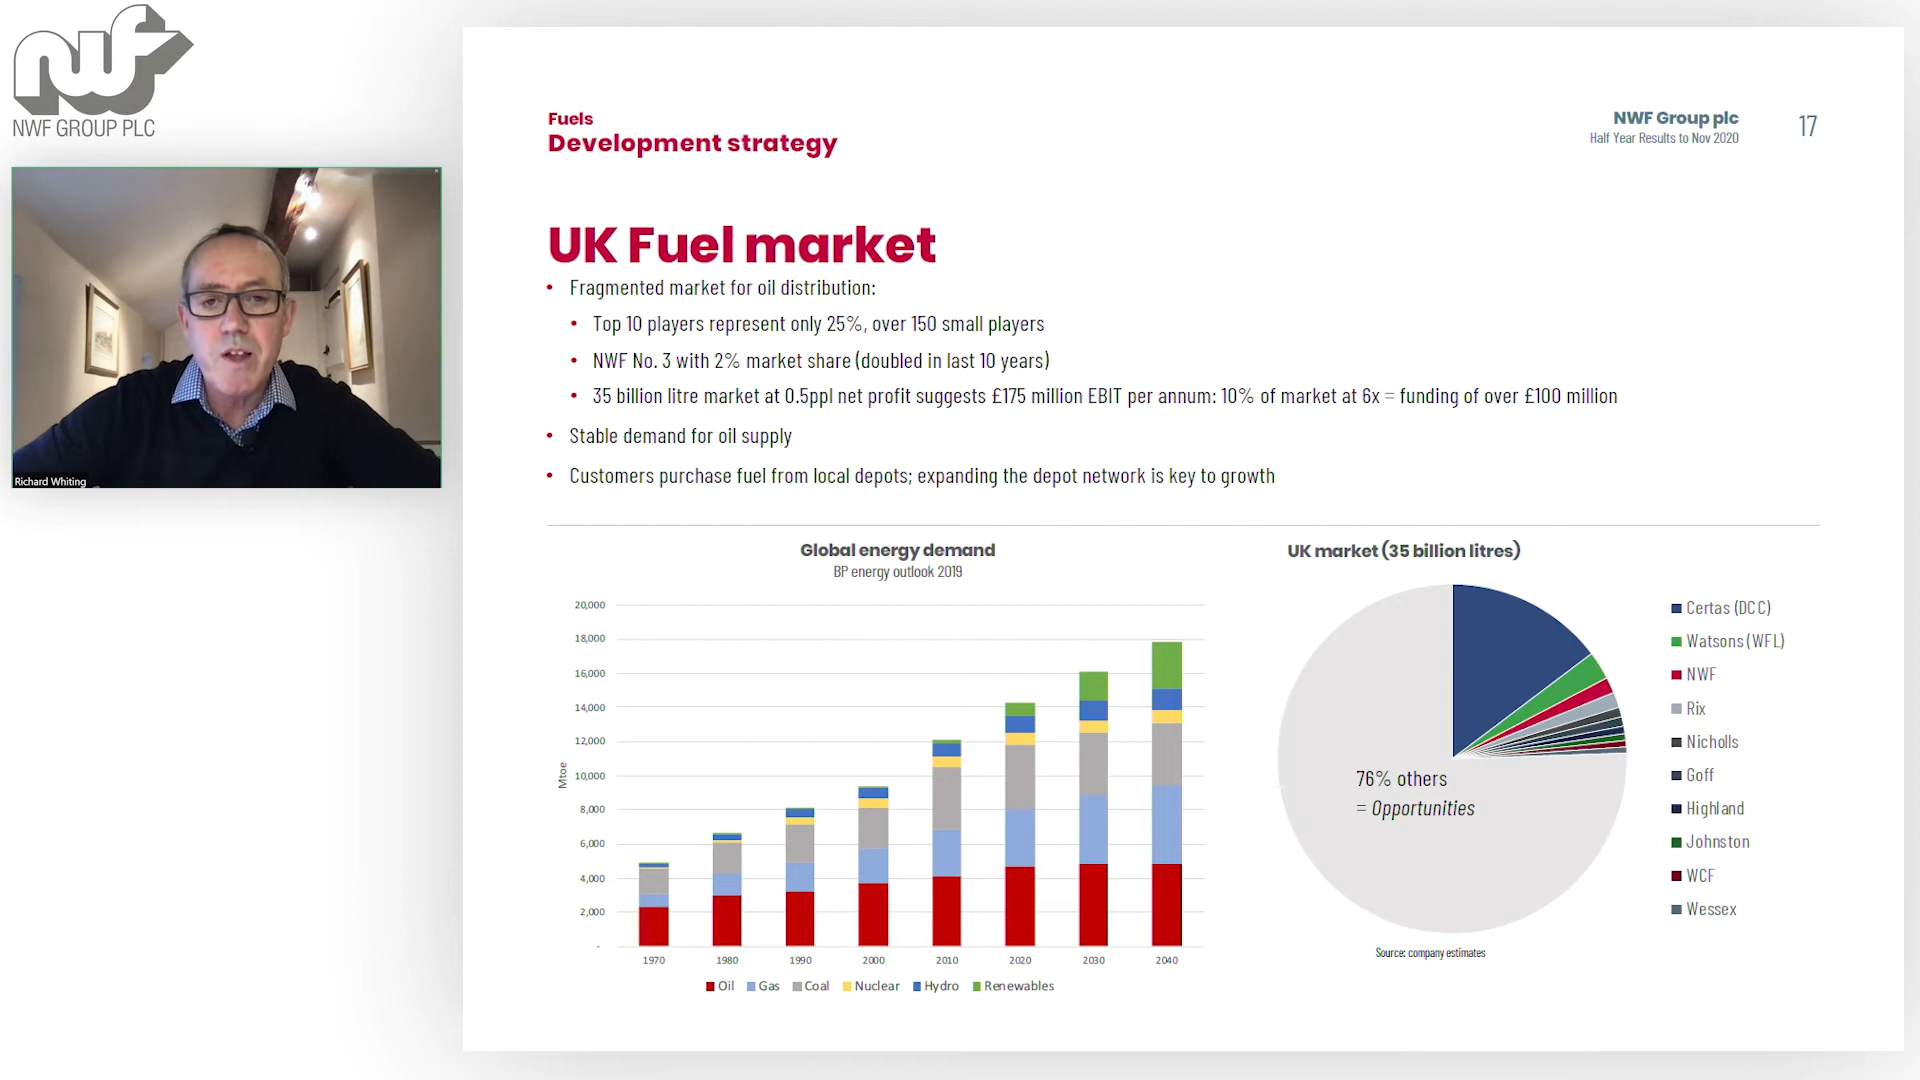 nwf
NWF GROUP PLC
Richard Whiting
Fuels
Development strategy
NWF Group plc
Half Year Results to Nov 2020
17
UK Fuel market
• Fragmented market for oil distribution:
• Top 10 players represent only 25%, over 150 small players
• NWF No. 3 with 2% market share (doubled in last 10 years)
• 35 billion litre market at 0.5ppl net profit suggests £175 million EBIT per annum: 10% of market at 6x = funding of over £100 million
• Stable demand for oil supply
• Customers purchase fuel from local depots; expanding the depot network is key to growth
Global energy demand
BP energy outlook 2019
20,000
18,000
16,000
14,000
12,000
10,000
8,000
6,000
4,000
2,000
-
Mtoe
1970 1980 1990 2000 2010 2020 2030 2040
Oil Gas Coal Nuclear Hydro Renewables
UK market (35 billion litres)
76% others
= Opportunities
Certas (DCC)
Watsons (WFL)
NWF
Rix
Nicholls
Goff
Highland
Johnston
WCF
Wessex
Source: company estimates